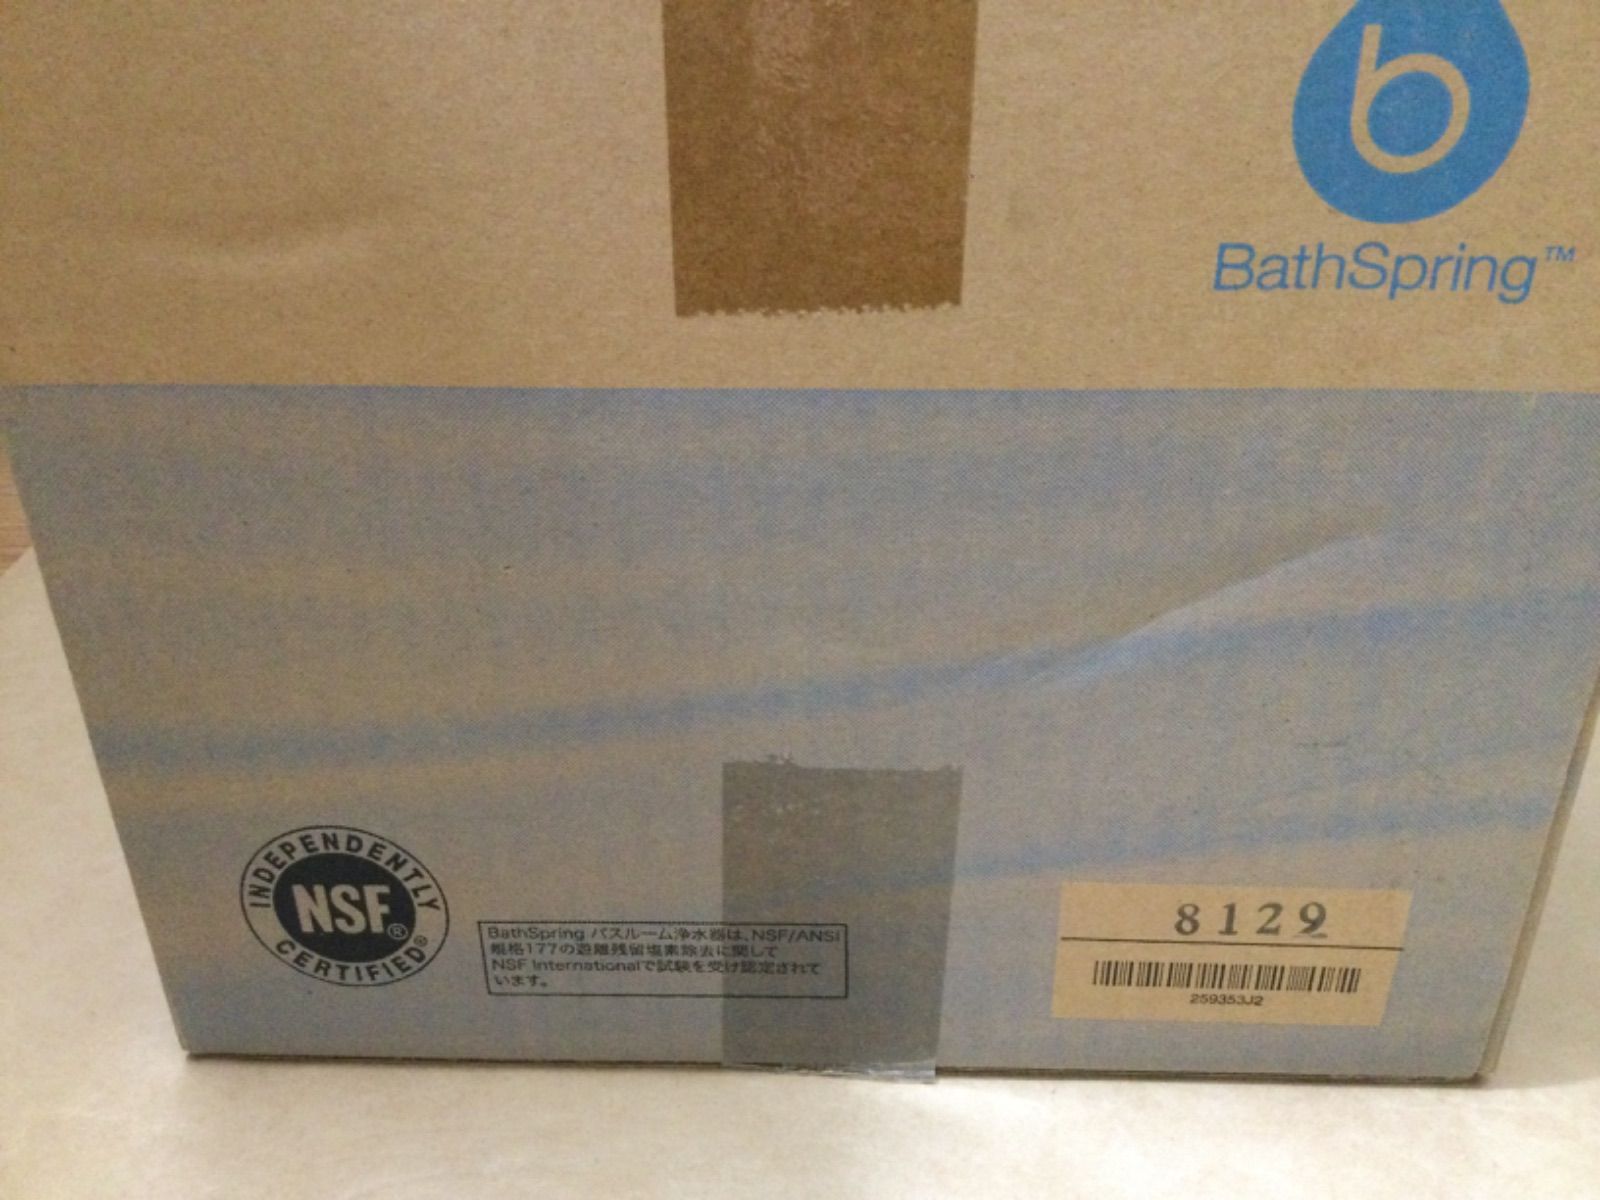 b
BathSpring™
INDEPENDENTLY
NSF®
CERTIFIED®
BathSpring バスルーム浄水器は、NSF/ANSI
規格177の遊離残留塩素除去に関して
NSF Internationalで試験を受け認定されて
います。
8129
259353J2